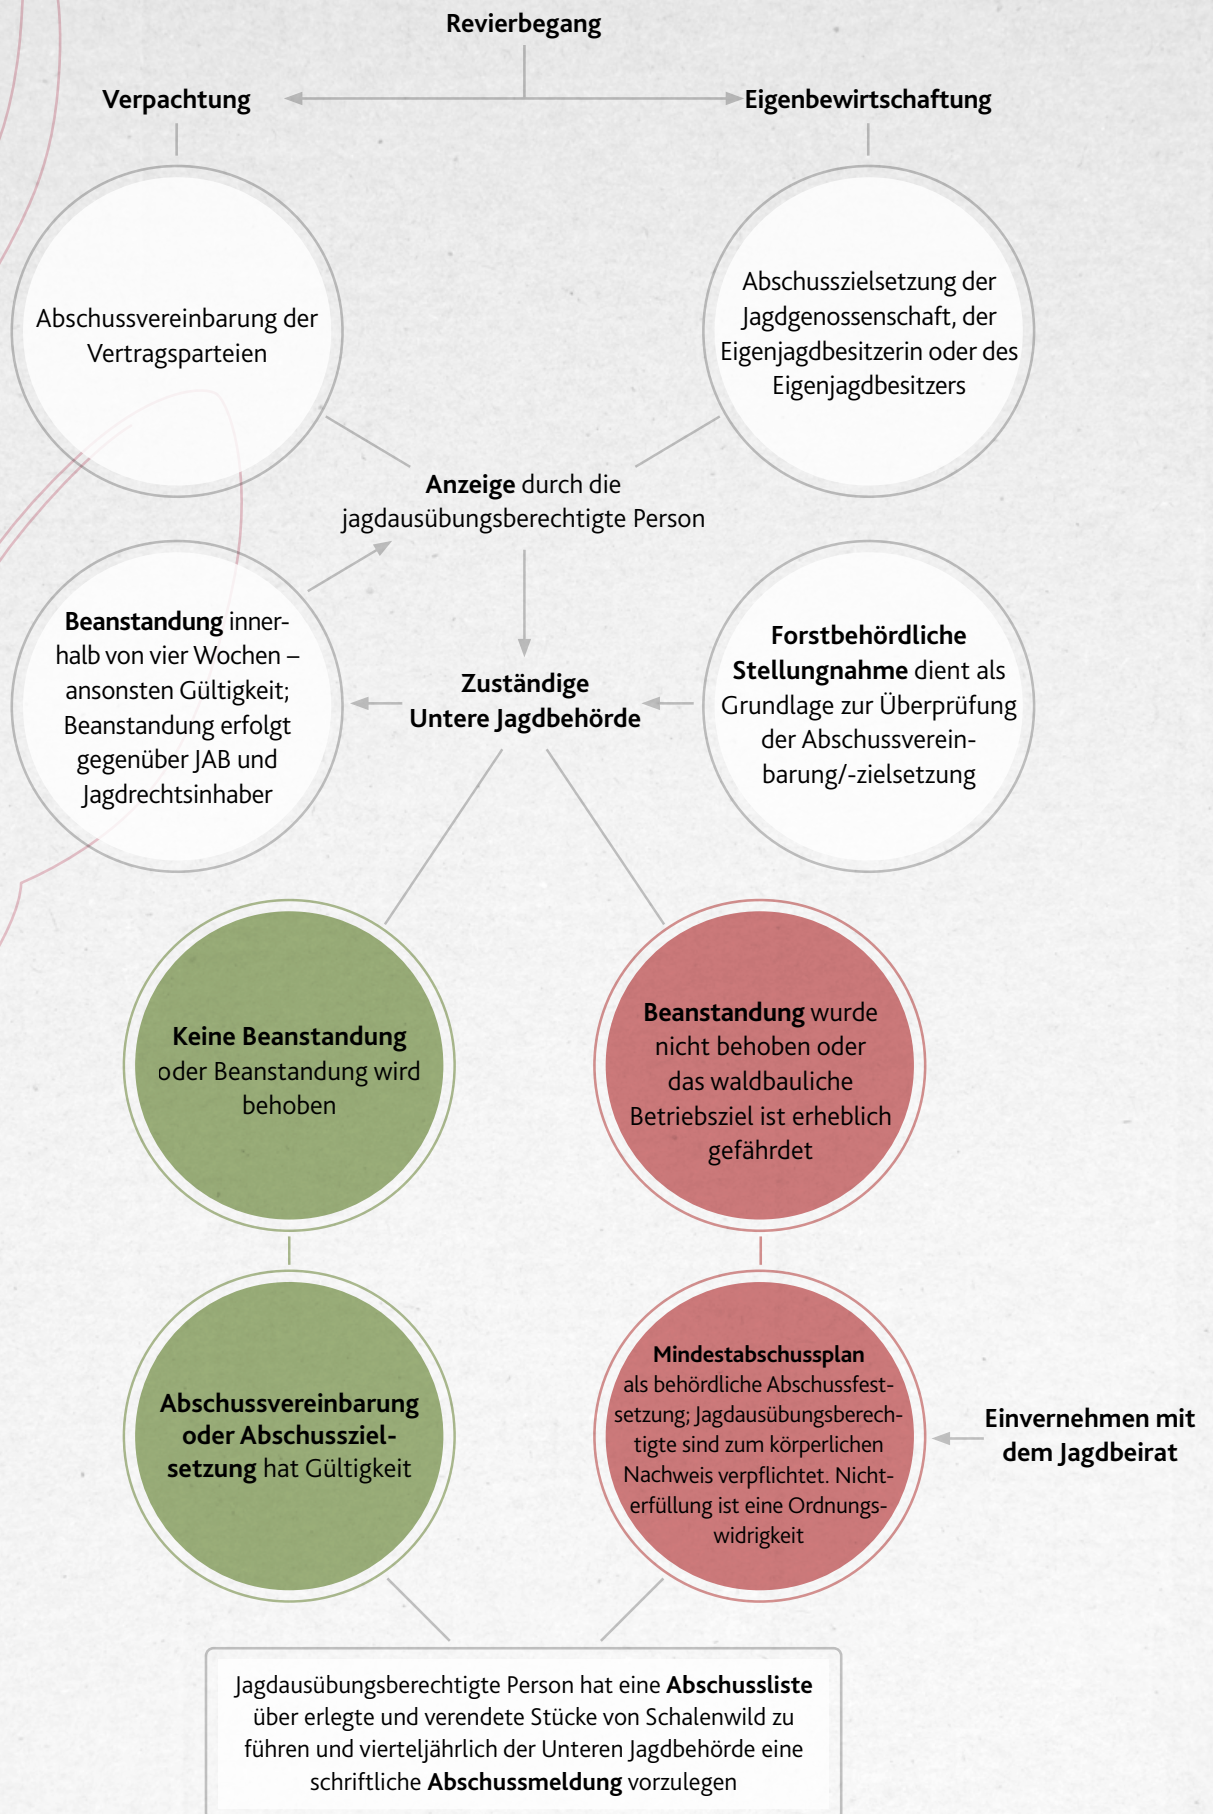 Revierbegang
Verpachtung
Eigenbewirtschaftung
Abschussvereinbarung der
Vertragsparteien
Abschusszielsetzung der
Jagdgenossenschaft, der
Eigenjagdbesitzerin oder des
Eigenjagdbesitzers
Anzeige durch die
jagdausübungsberechtigte Person
Beanstandung inner-
halb von vier Wochen –
ansonsten Gültigkeit;
Beanstandung erfolgt
gegenüber JAB und
Jagdrechtsinhaber
Zuständige
Untere Jagdbehörde
Forstbehördliche
Stellungnahme dient als
Grundlage zur Überprüfung
der Abschussverein-
barung/-zielsetzung
Keine Beanstandung
oder Beanstandung wird
behoben
Beanstandung wurde
nicht behoben oder
das waldbauliche
Betriebsziel ist erheblich
gefährdet
Abschussvereinbarung
oder Abschussziel-
setzung hat Gültigkeit
Mindestabschussplan
als behördliche Abschussfest-
setzung; Jagdausübungsberech-
tigte sind zum körperlichen
Nachweis verpflichtet. Nicht-
erfüllung ist eine Ordnungs-
widrigkeit
Einvernehmen mit
dem Jagdbeirat
Jagdausübungsberechtigte Person hat eine Abschussliste
über erlegte und verendete Stücke von Schalenwild zu
führen und vierteljährlich der Unteren Jagdbehörde eine
schriftliche Abschussmeldung vorzulegen